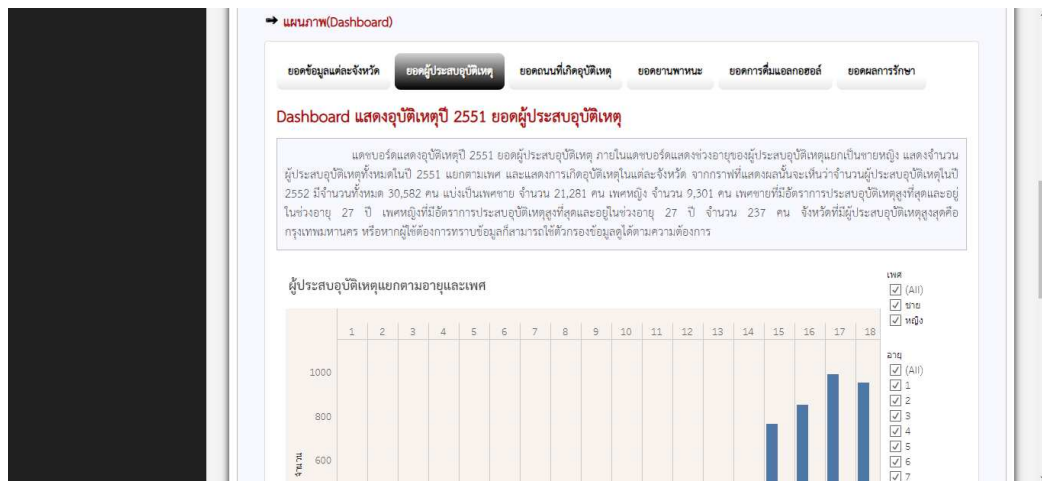 แผนภาพ(Dashboard)
ยอดข้อมูลแต่ละจังหวัด ยอดผู้ประสบอุบัติเหตุ ยอดถนนที่เกิดอุบัติเหตุ ยอดยานพาหนะ ยอดการดื่มแอลกอฮอล์ ยอดผลการรักษา
Dashboard แสดงอุบัติเหตุปี 2551 ยอดผู้ประสบอุบัติเหตุ
แดชบอร์ดแสดงอุบัติเหตุปี 2551 ยอดผู้ประสบอุบัติเหตุ ภายในแดชบอร์ดแสดงช่วงอายุของผู้ประสบอุบัติเหตุแยกเป็นชายหญิง แสดงจำนวน
ผู้ประสบอุบัติเหตุทั้งหมดในปี 2551 แยกตามเพศ และแสดงการเกิดอุบัติเหตุในแต่ละจังหวัด จากกราฟที่แสดงผลนั้นจะเห็นว่าจำนวนผู้ประสบอุบัติเหตุในปี
2552 มีจำนวนทั้งหมด 30,582 คน แบ่งเป็นเพศชาย จำนวน 21,281 คน เพศหญิง จำนวน 9,301 คน เพศชายที่มีอัตราการประสบอุบัติเหตุสูงที่สุดและอยู่
ในช่วงอายุ 27 ปี เพศหญิงที่มีอัตราการประสบอุบัติเหตุสูงที่สุดและอยู่ในช่วงอายุ 27 ปี จำนวน 237 คน จังหวัดที่มีผู้ประสบอุบัติเหตุสูงสุดคือ
กรุงเทพมหานคร หรือหากผู้ใช้ต้องการทราบข้อมูลก็สามารถใช้ตัวกรองข้อมูลดูได้ตามความต้องการ
ผู้ประสบอุบัติเหตุแยกตามอายุและเพศ
1 2 3 4 5 6 7 8 9 10 11 12 13 14 15 16 17 18
1000
800
600
จำนวน
เพศ
(All)
ชาย
หญิง
อายุ
(All)
1
2
3
4
5
6
7